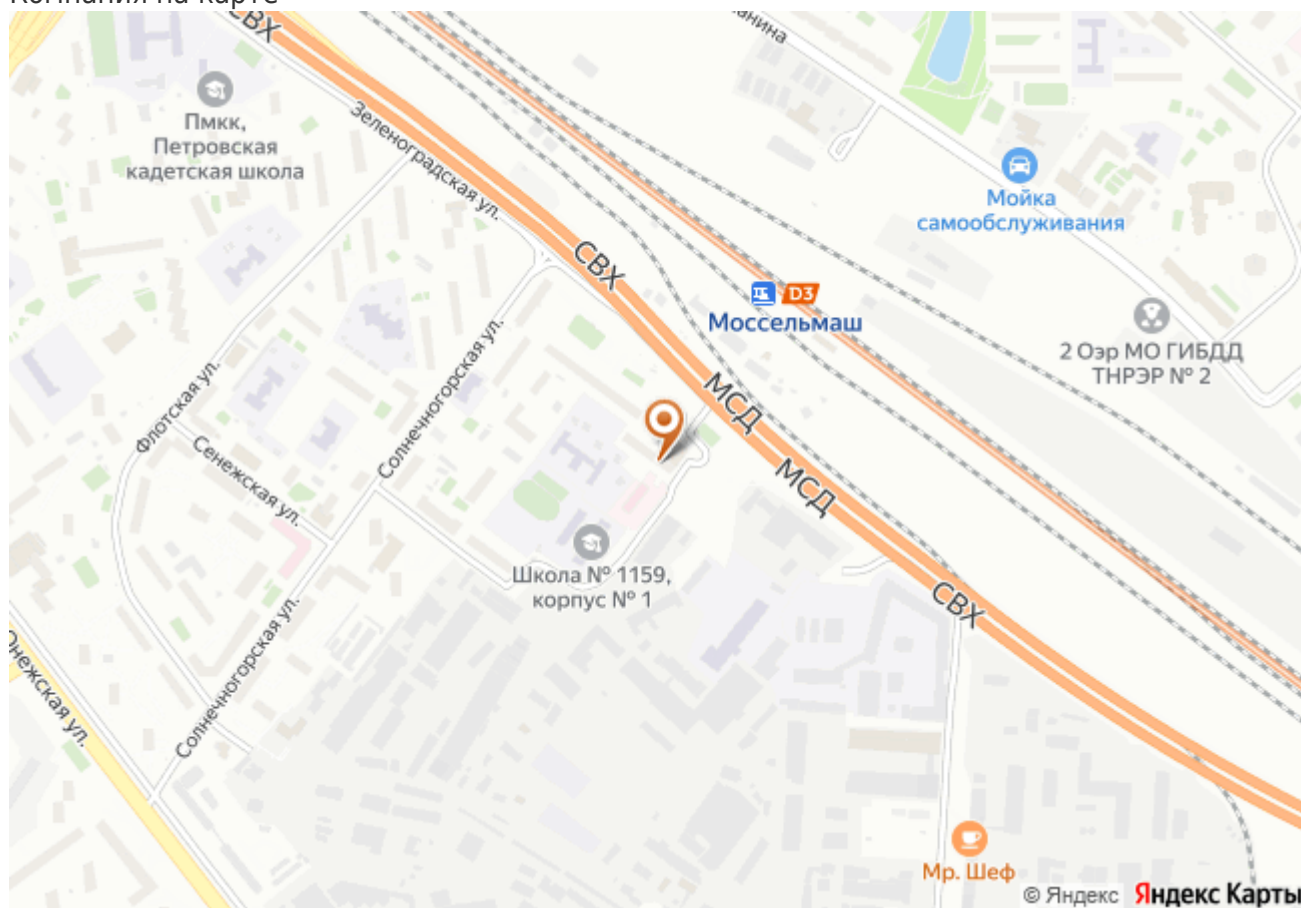 Компания на карте
СВХ
Пмкк,
Петровская
кадетская школа
Зеленоградская ул.
Мойка
самообслуживания
СВХ
D3
Моссельмаш
2 Оэр МО ГИБДД
ТНРЭР № 2
Флотская ул.
Солнечногорская ул.
МСД
Сенежская ул.
МСД
Школа № 1159,
корпус № 1
СВХ
Солнечногорская ул.
Онежская ул.
Мр. Шеф
© Яндекс Яндекс Карты